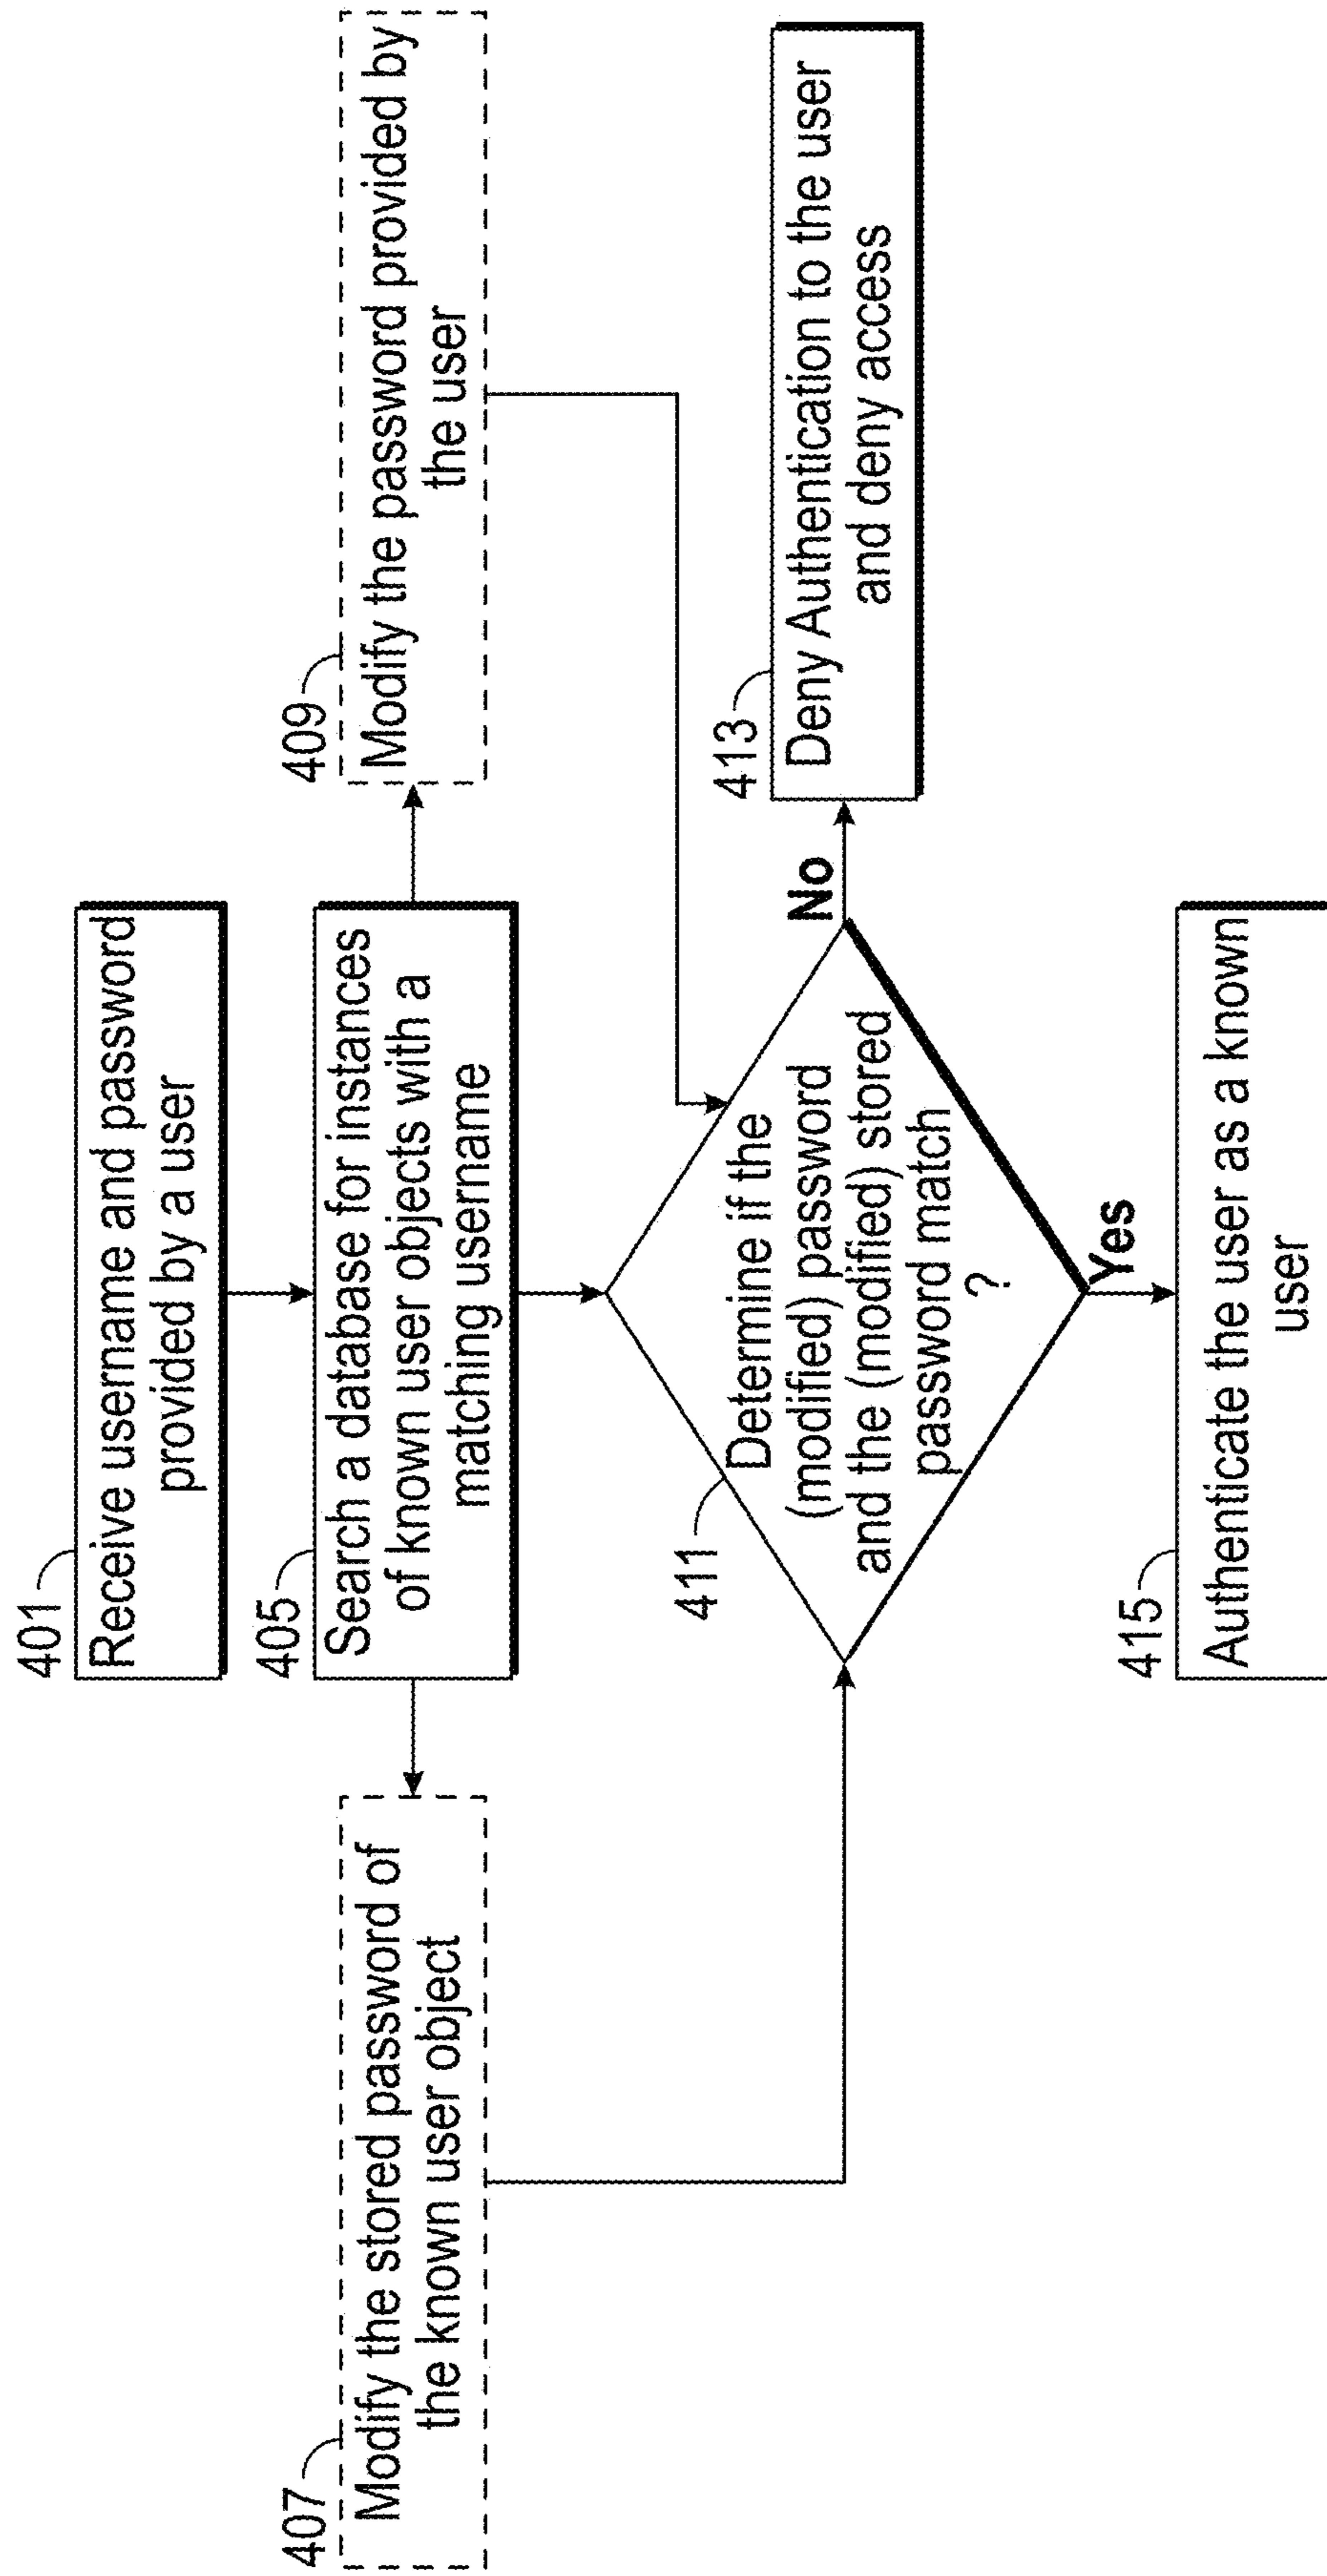 401
Receive username and password
provided by a user
405
Search a database for instances
of known user objects with a
matching username
407
Modify the stored password of
the known user object
409
Modify the password provided by
the user
411
Determine if the
(modified) password
and the (modified) stored
password match
?
No
413
Deny Authentication to the user
and deny access
Yes
415
Authenticate the user as a known
user